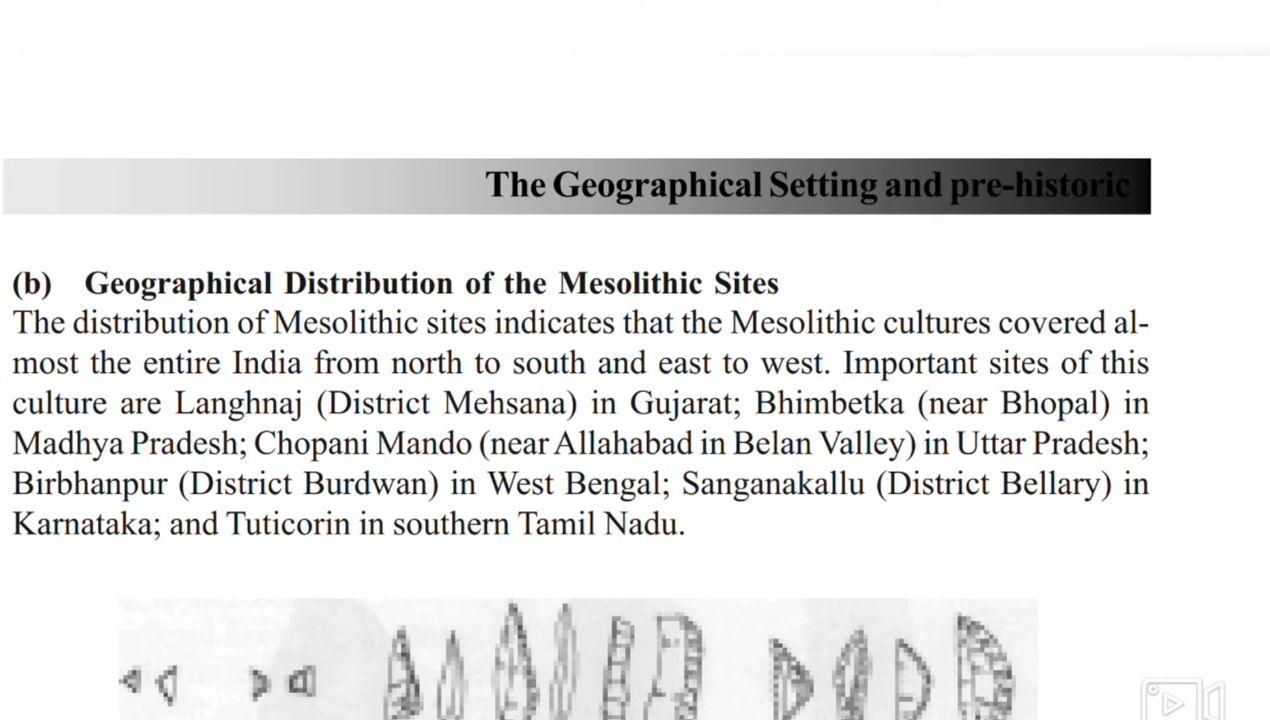 The Geographical Setting and pre-historic
(b) Geographical Distribution of the Mesolithic Sites
The distribution of Mesolithic sites indicates that the Mesolithic cultures covered al-
most the entire India from north to south and east to west. Important sites of this
culture are Langhnaj (District Mehsana) in Gujarat; Bhimbetka (near Bhopal) in
Madhya Pradesh; Chopani Mando (near Allahabad in Belan Valley) in Uttar Pradesh;
Birbhanpur (District Burdwan) in West Bengal; Sanganakallu (District Bellary) in
Karnataka; and Tuticorin in southern Tamil Nadu.